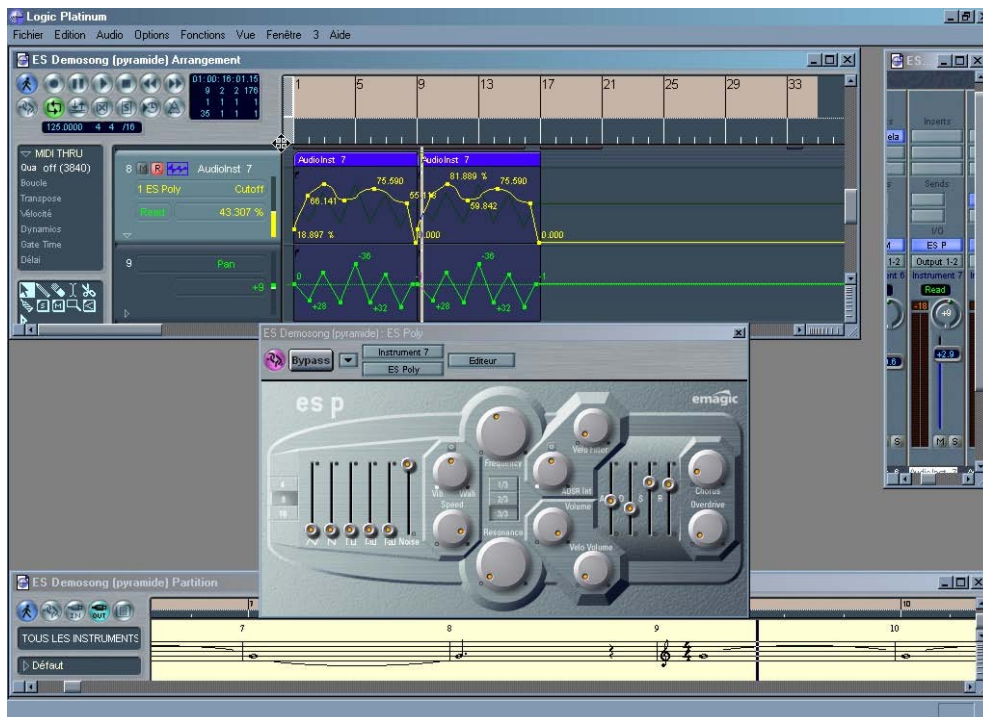 Logic Platinum
Fichier Edition Audio Options Fonctions Vue Fenêtre 3 Aide
ES Demosong (pyramide) Arrangement
01:00:16:01.15
9 2 2 176
1 1 1 1
35 1 1 1
125.0000 4 4 /16
1 5 9 13 17 21 25 29 33
MIDI THRU
Qua off (3840)
Boucle
Transpose
Vélocité
Dynamics
Gate Time
Délai
8 M R AudioInst 7
1 ES Poly Cutoff
Read 43.307 %
9 Pan
+9
AudioInst 7 AudioInst 7
66.141 75.590 81.889 % 75.590
59.842
18.897 % 0.000 0.000
0 -36 -36 -1
+28 +32 +28 +32
ES...
Inserts
Sends
I/O
ES P
Output 1-2
Instrument 7
Read
-18 +9
+2.9
M S
ES Demosong (pyramide) : ES Poly
Bypass Instrument 7 Editeur
ES Poly
es p emagic
4
8
16
Noise
Vib Wah
Speed
Frequency
1/3
2/3
3/3
Resonance
Velo Filter
ADSR Int
Volume
Velo Volume
A D S R
Chorus
Overdrive
ES Demosong (pyramide) Partition
IN OUT
TOUS LES INSTRUMENTS
Défaut
7 10
7 8 9 10